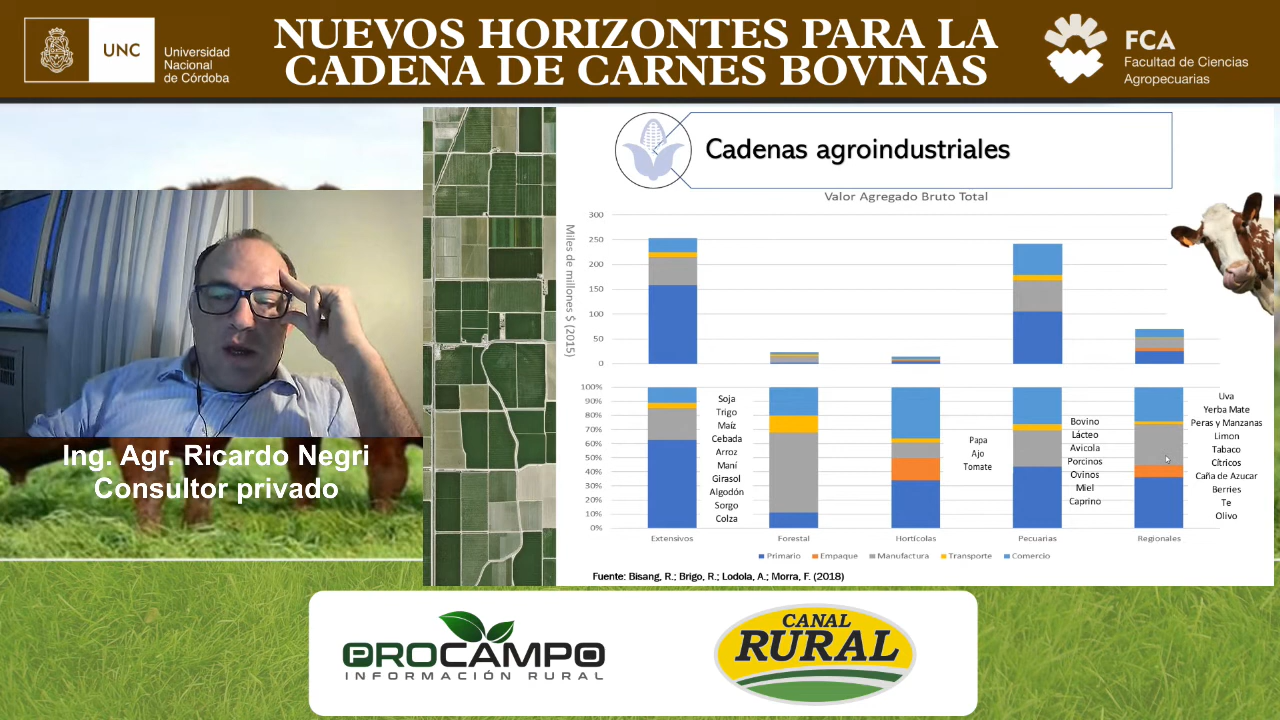 UNC
Universidad
Nacional
de Córdoba
NUEVOS HORIZONTES PARA LA
CADENA DE CARNES BOVINAS
FCA
Facultad de Ciencias
Agropecuarias
Cadenas agroindustriales
Valor Agregado Bruto Total
Miles de millones $ (2015)
300
250
200
150
100
50
0
100%
90%
80%
70%
60%
50%
40%
30%
20%
10%
0%
Soja
Trigo
Maíz
Cebada
Arroz
Maní
Girasol
Algodón
Sorgo
Colza
Papa
Ajo
Tomate
Bovino
Lácteo
Avicola
Porcinos
Ovinos
Miel
Caprino
Uva
Yerba Mate
Peras y Manzanas
Limon
Tabaco
Cítricos
Caña de Azucar
Berries
Te
Olivo
Extensivos
Forestal
Hortícolas
Pecuarias
Regionales
Primario
Empaque
Manufactura
Transporte
Comercio
Fuente: Bisang, R.; Brigo, R.; Lodola, A.; Morra, F. (2018)
Ing. Agr. Ricardo Negri
Consultor privado
PROCAMPO
INFORMACIÓN RURAL
CANAL
RURAL